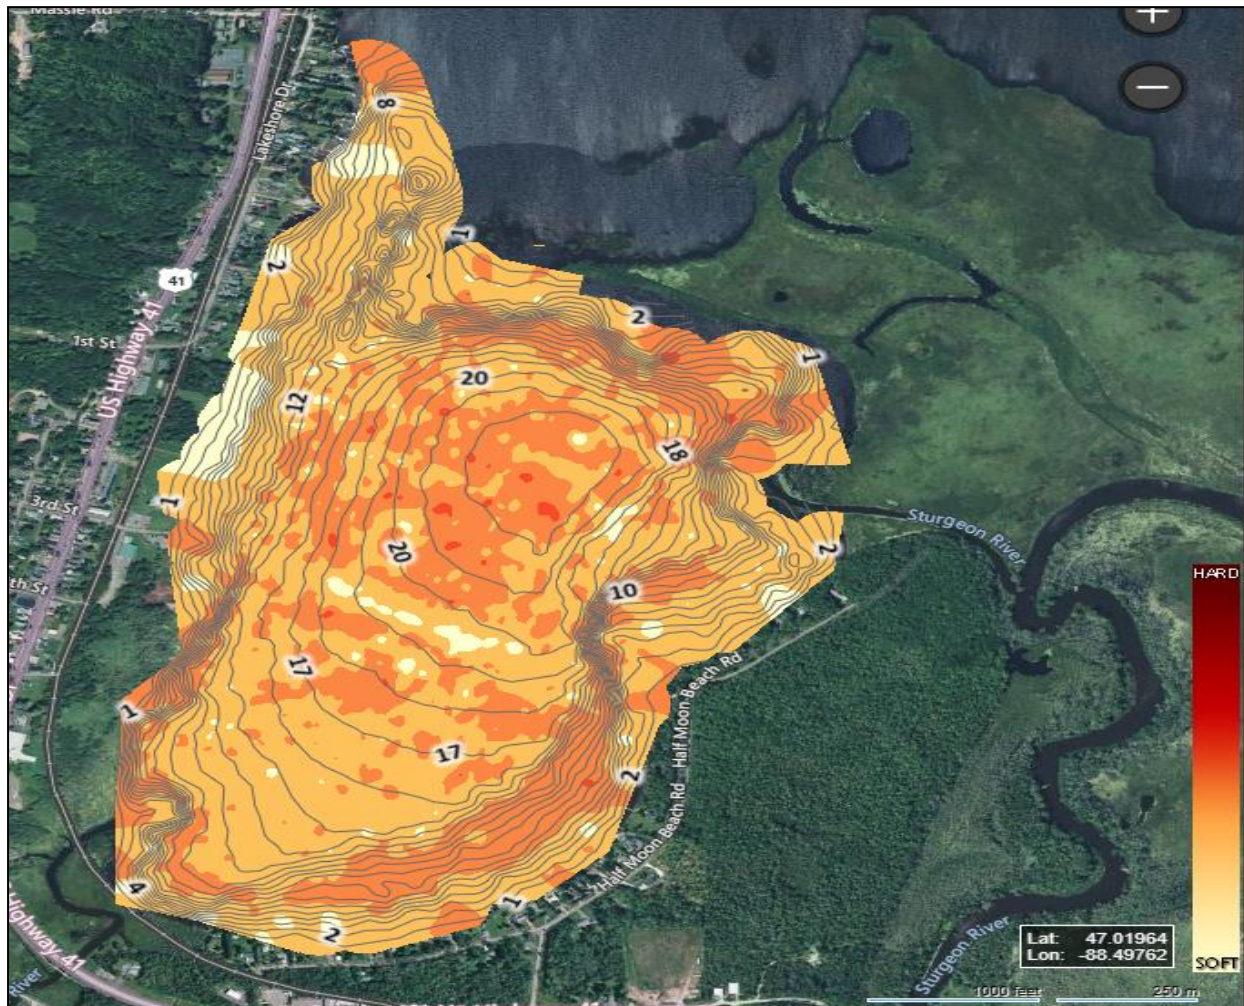 Massie Rd
+
−
8
Lakeshore Dr
1
2
41
2
1st St
US Highway 41
1
20
12
18
1
3rd St
Sturgeon River
20
2
th St
10
HARD
17
Half Moon Beach Rd
1
17
2
Half Moon Beach Rd
4
1
2
Highway 41
Lat: 47.01964
Lon: -88.49762
Sturgeon River
SOFT
River
1000 feet
250 m